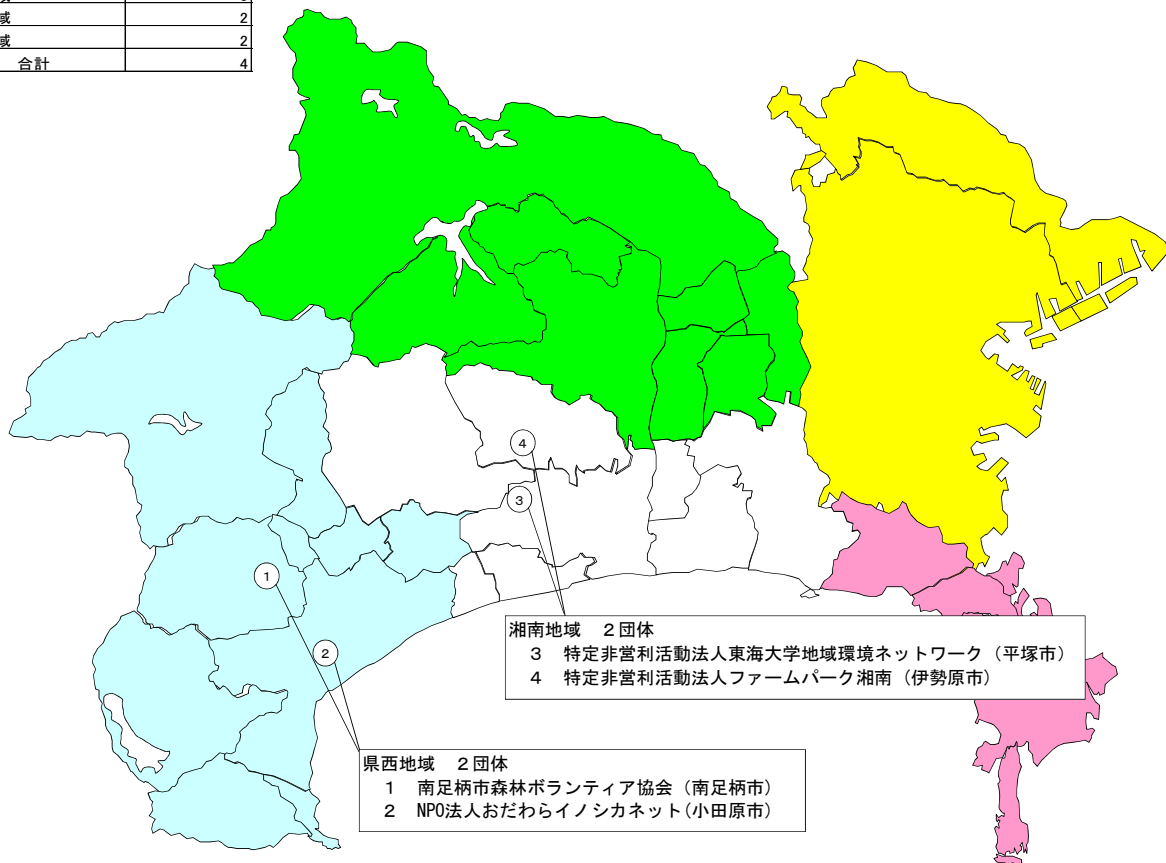 域 2
域 2
合計 4
4
3
1
2
湘南地域 2団体
3 特定非営利活動法人東海大学地域環境ネットワーク (平塚市)
4 特定非営利活動法人ファームパーク湘南 (伊勢原市)
県西地域 2団体
1 南足柄市森林ボランティア協会 (南足柄市)
2 NPO法人おだわらイノシカネット(小田原市)